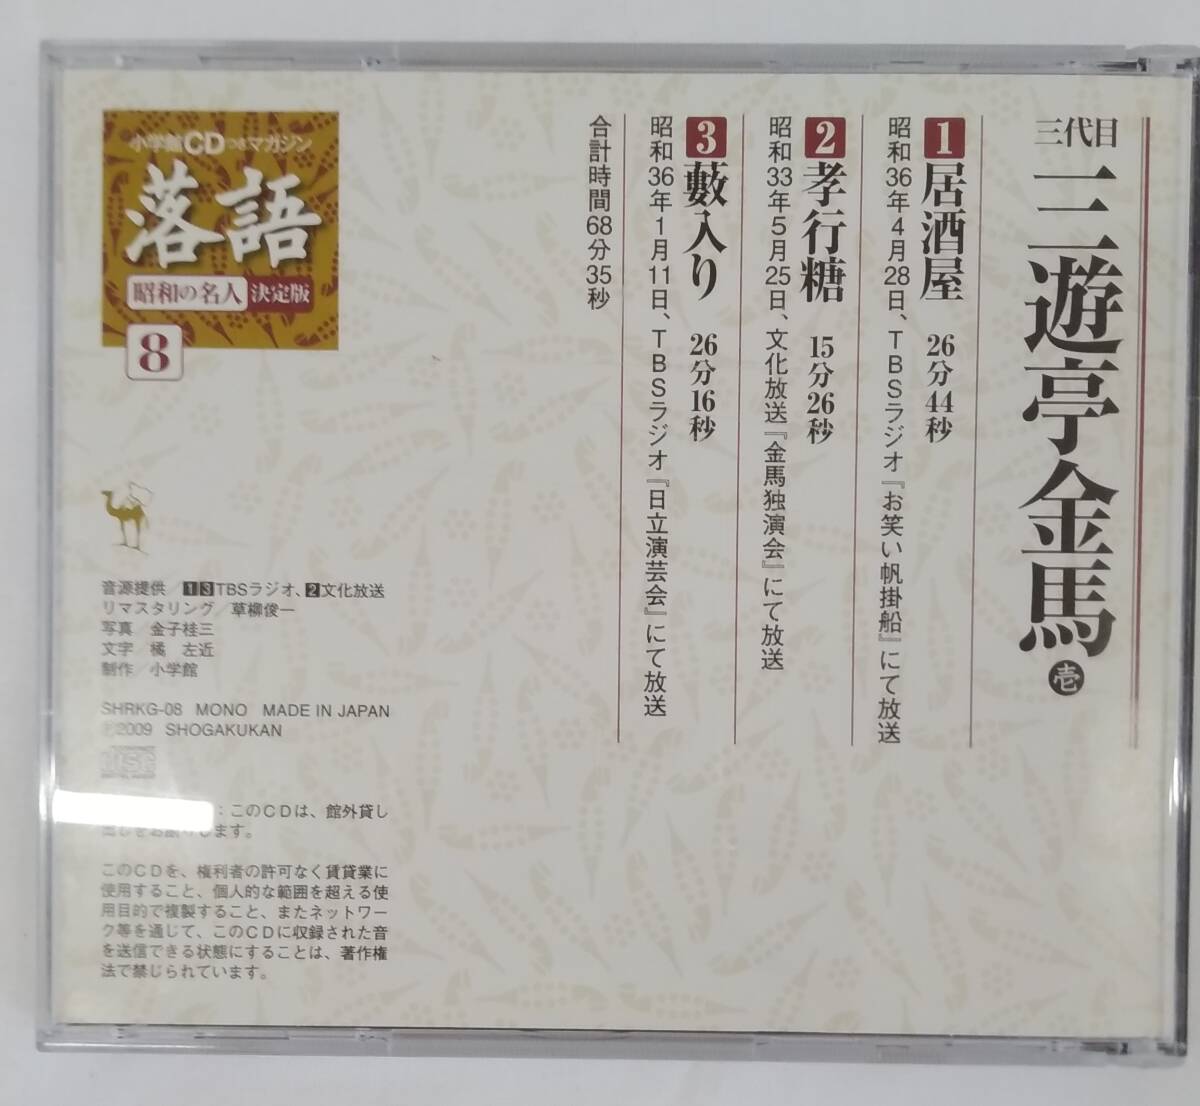 三代目
三遊亭金馬 壱
1 居酒屋 26分44秒
昭和36年4月28日、TBSラジオ『お笑い帆掛船』にて放送
2 孝行糖 15分26秒
昭和33年5月25日、文化放送『金馬独演会』にて放送
3 藪入り 26分16秒
昭和36年1月11日、TBSラジオ『日立演芸会』にて放送
合計時間68分35秒
小学館CDつきマガジン
落語
昭和の名人 決定版
8
音源提供/13TBSラジオ、2文化放送
リマスタリング/草柳俊一
写真/金子桂三
文字/橘 左近
制作/小学館
SHRKG-08 MONO MADE IN JAPAN
Ⓟ2009 SHOGAKUKAN
DISC
:このCDは、館外貸し
します。
このCDを、権利者の許可なく賃貸業に
使用すること、個人的な範囲を超える使
用目的で複製すること、またネットワー
ク等を通じて、このCDに収録された音
を送信できる状態にすることは、著作権
法で禁じられています。